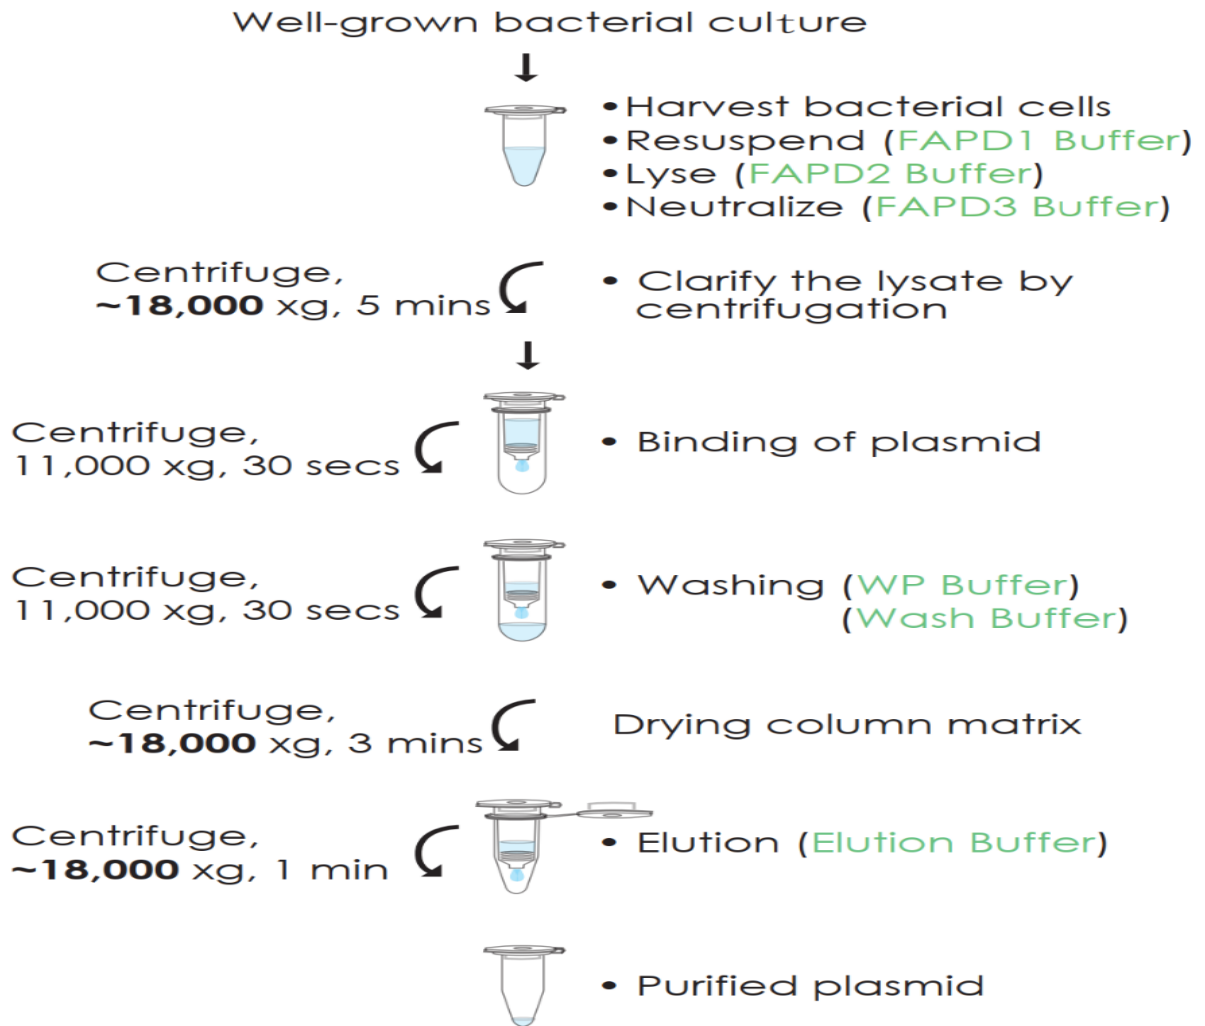 Well-grown bacterial culture
•Harvest bacterial cells
•Resuspend (FAPD1 Buffer)
•Lyse (FAPD2 Buffer)
•Neutralize (FAPD3 Buffer)
Centrifuge,
~18,000 xg, 5 mins
• Clarify the lysate by
centrifugation
Centrifuge,
11,000 xg, 30 secs
• Binding of plasmid
Centrifuge,
11,000 xg, 30 secs
• Washing (WP Buffer)
(Wash Buffer)
Centrifuge,
~18,000 xg, 3 mins
Drying column matrix
Centrifuge,
~18,000 xg, 1 min
• Elution (Elution Buffer)
• Purified plasmid